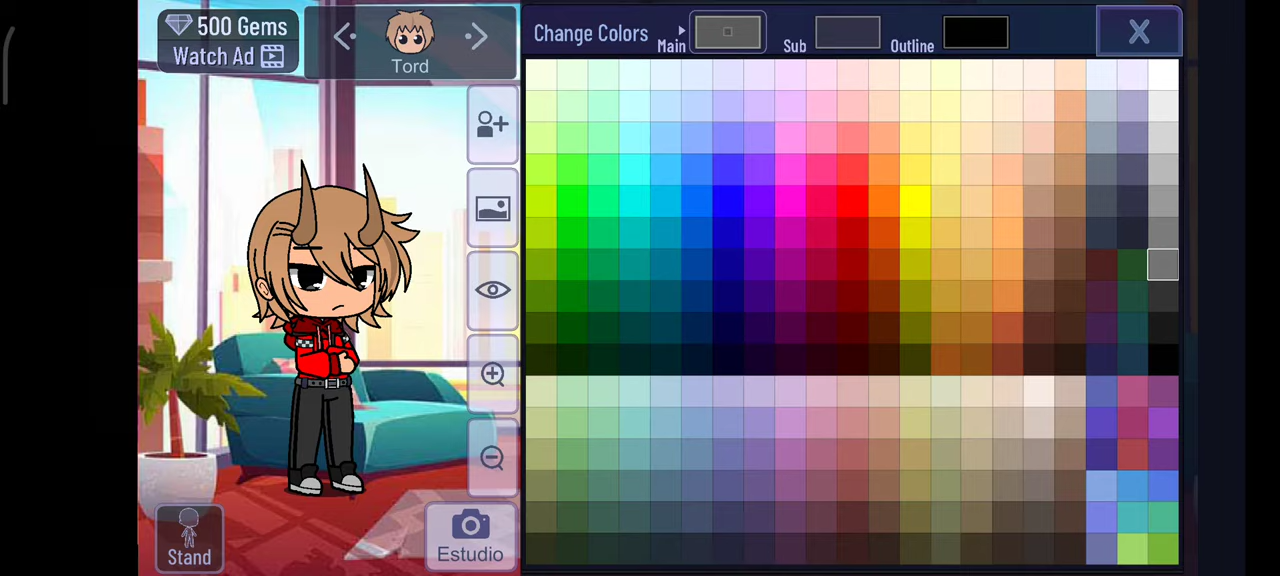 500 Gems
Watch Ad
Tord
Change Colors
Main
Sub
Outline
X
Stand
Estudio